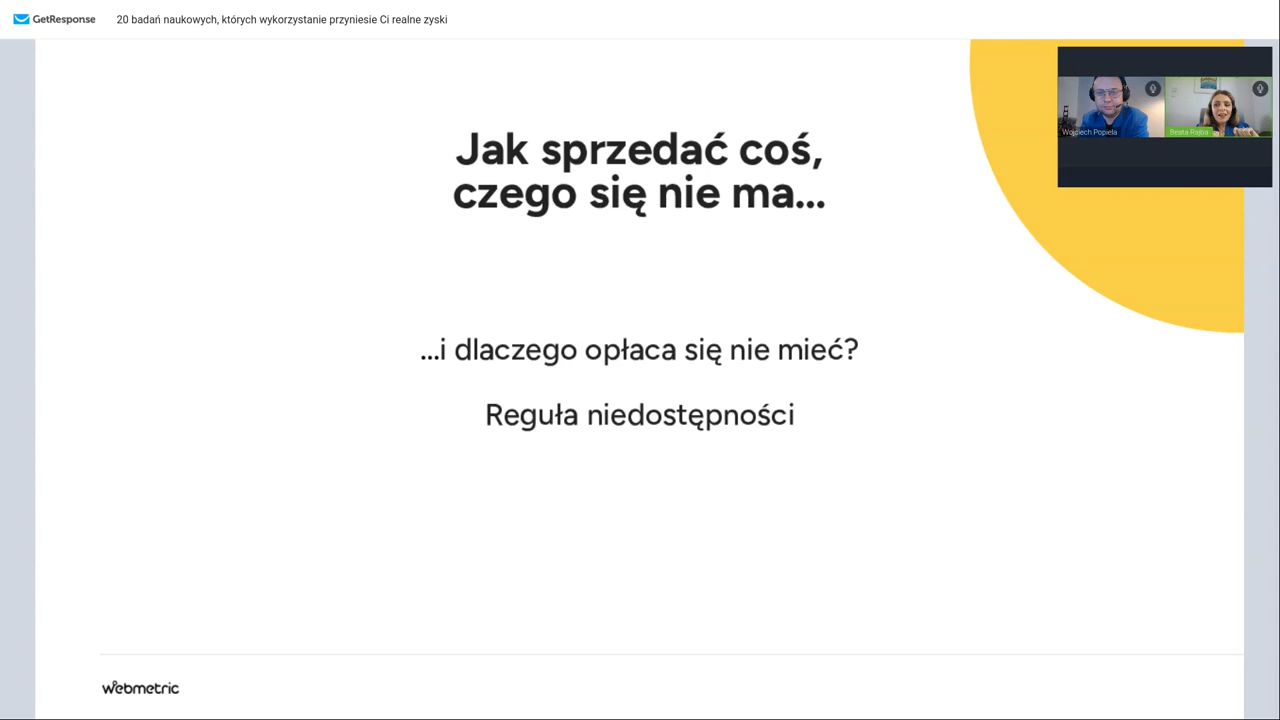 GetResponse
20 badań naukowych, których wykorzystanie przyniesie Ci realne zyski
Wojciech Popiela
Beata Rajba
Jak sprzedać coś,
czego się nie ma...
...i dlaczego opłaca się nie mieć?
Reguła niedostępności
webmetric